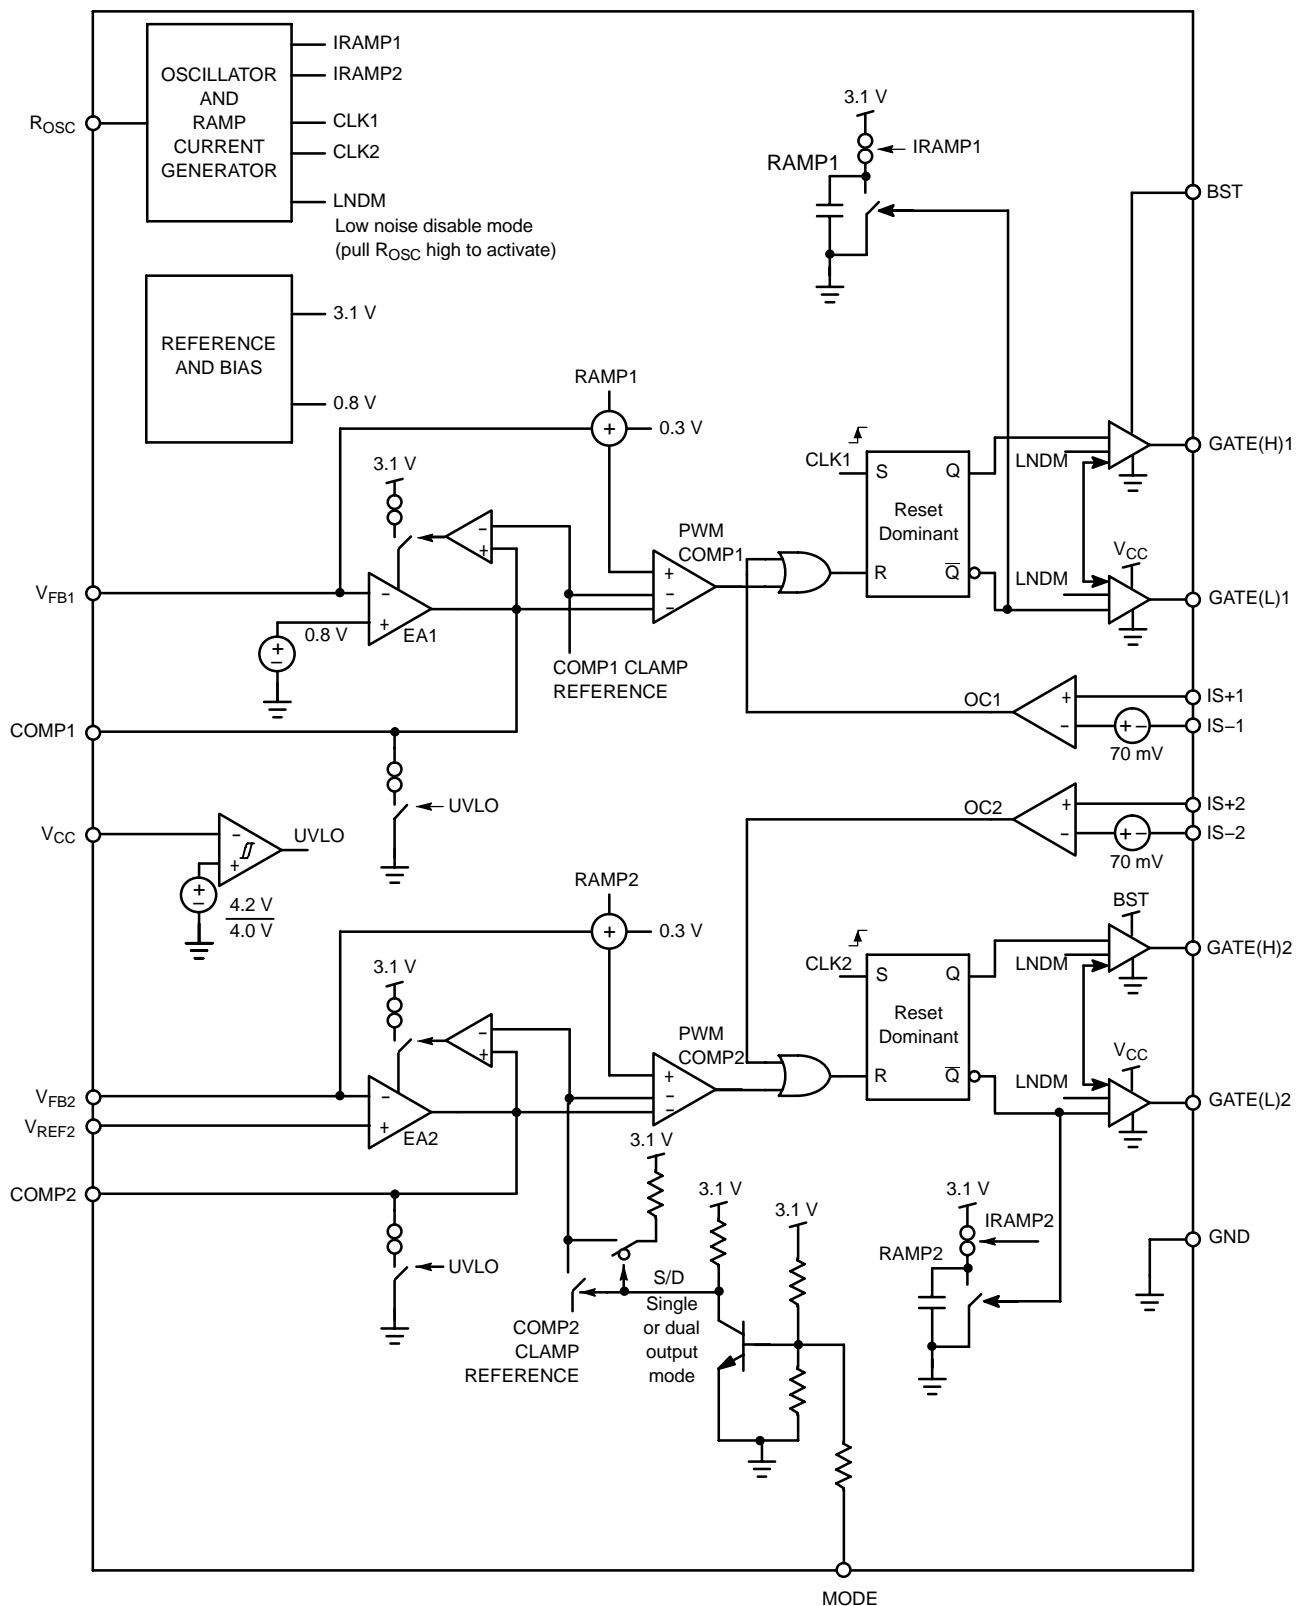 OSCILLATOR
AND
RAMP
CURRENT
GENERATOR
IRAMP1
IRAMP2
CLK1
CLK2
LNDM
Low noise disable mode
(pull ROSC high to activate)
ROSC
3.1 V
IRAMP1
RAMP1
BST
REFERENCE
AND BIAS
3.1 V
0.8 V
RAMP1
+
0.3 V
3.1 V
−
+
PWM
COMP1
+
−
−
CLK1
S
Q
Reset
Dominant
R
Q
LNDM
GATE(H)1
VCC
LNDM
GATE(L)1
VFB1
−
+
EA1
0.8 V
+
−
COMP1 CLAMP
REFERENCE
OC1
+
−
+ −
70 mV
IS+1
IS−1
COMP1
UVLO
VCC
−
+
UVLO
+
−
4.2 V
4.0 V
OC2
+
−
+ −
70 mV
IS+2
IS−2
RAMP2
+
0.3 V
3.1 V
−
+
PWM
COMP2
+
−
−
CLK2
S
Q
Reset
Dominant
R
Q
BST
LNDM
GATE(H)2
VCC
LNDM
GATE(L)2
VFB2
VREF2
−
+
EA2
COMP2
UVLO
3.1 V
3.1 V
3.1 V
S/D
Single
or dual
output
mode
COMP2
CLAMP
REFERENCE
3.1 V
IRAMP2
RAMP2
GND
MODE